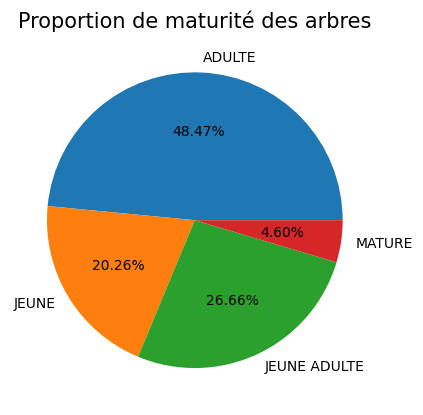 Proportion de maturité des arbres
ADULTE
48.47%
4.60%
MATURE
20.26%
JEUNE
26.66%
JEUNE ADULTE